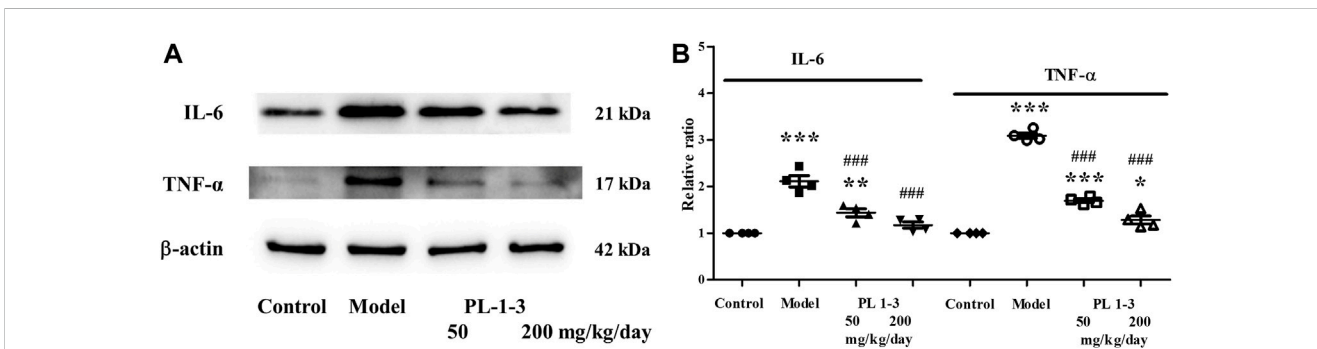 A
IL-6
21 kDa
TNF-α
17 kDa
β-actin
42 kDa
Control Model PL-1-3
50 200 mg/kg/day
B
IL-6
TNF-α
Relative ratio
5
4
3
2
1
0
***
###
**
###
***
###
***
###
*
Control Model PL 1-3 Control Model PL 1-3
50 200 50 200
mg/kg/day mg/kg/day